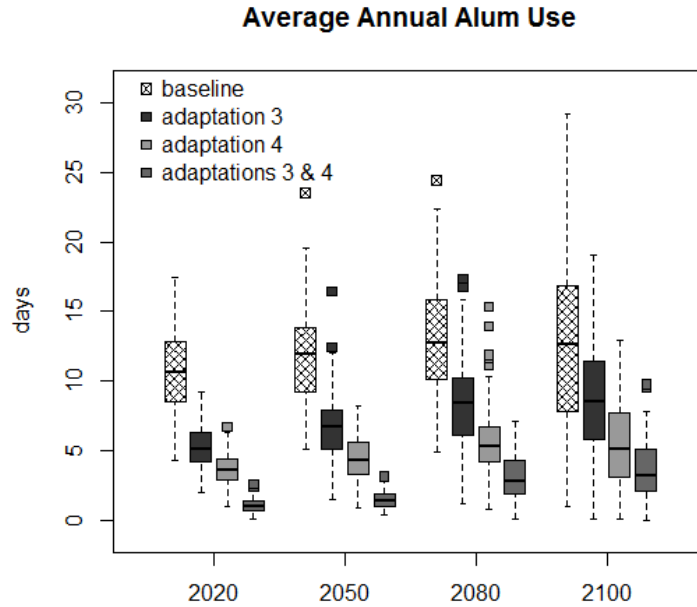 Average Annual Alum Use
baseline
adaptation 3
adaptation 4
adaptations 3 & 4
days
30
25
20
15
10
5
0
2020 2050 2080 2100